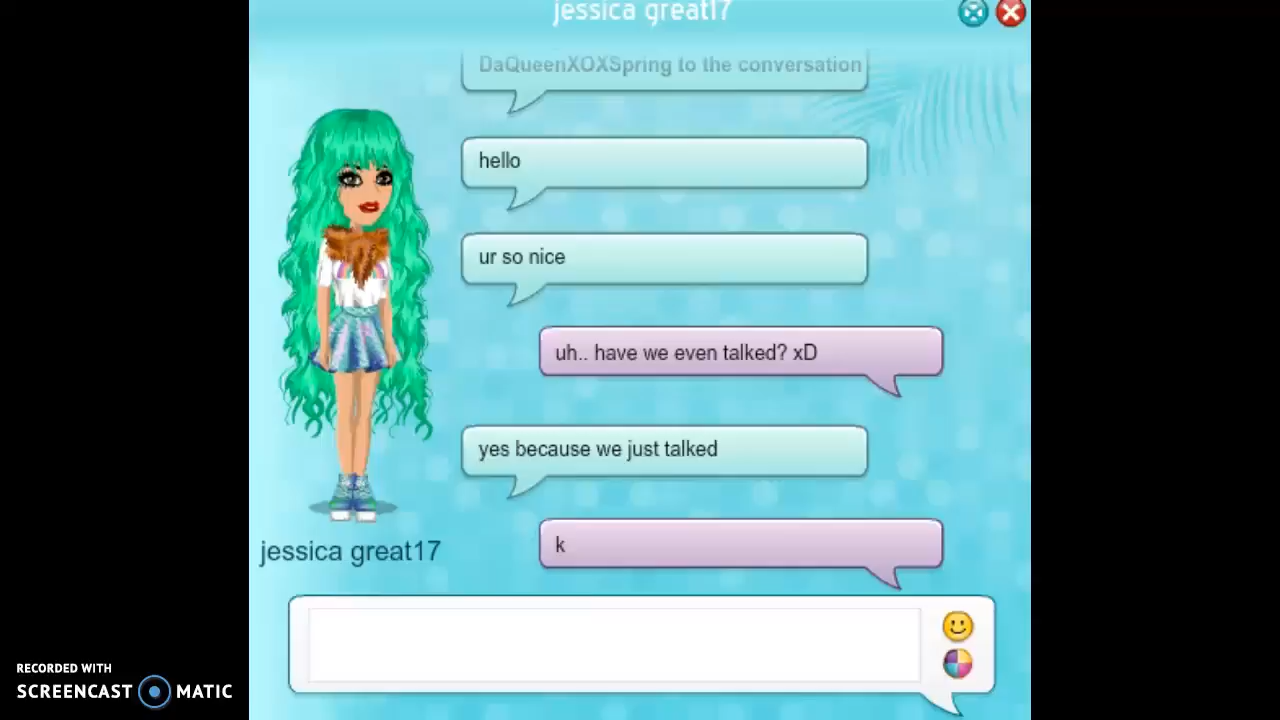 jessica great17
DaQueenXOXSpring to the conversation
hello
ur so nice
uh.. have we even talked? xD
yes because we just talked
k
jessica great17
RECORDED WITH
SCREENCAST MATIC